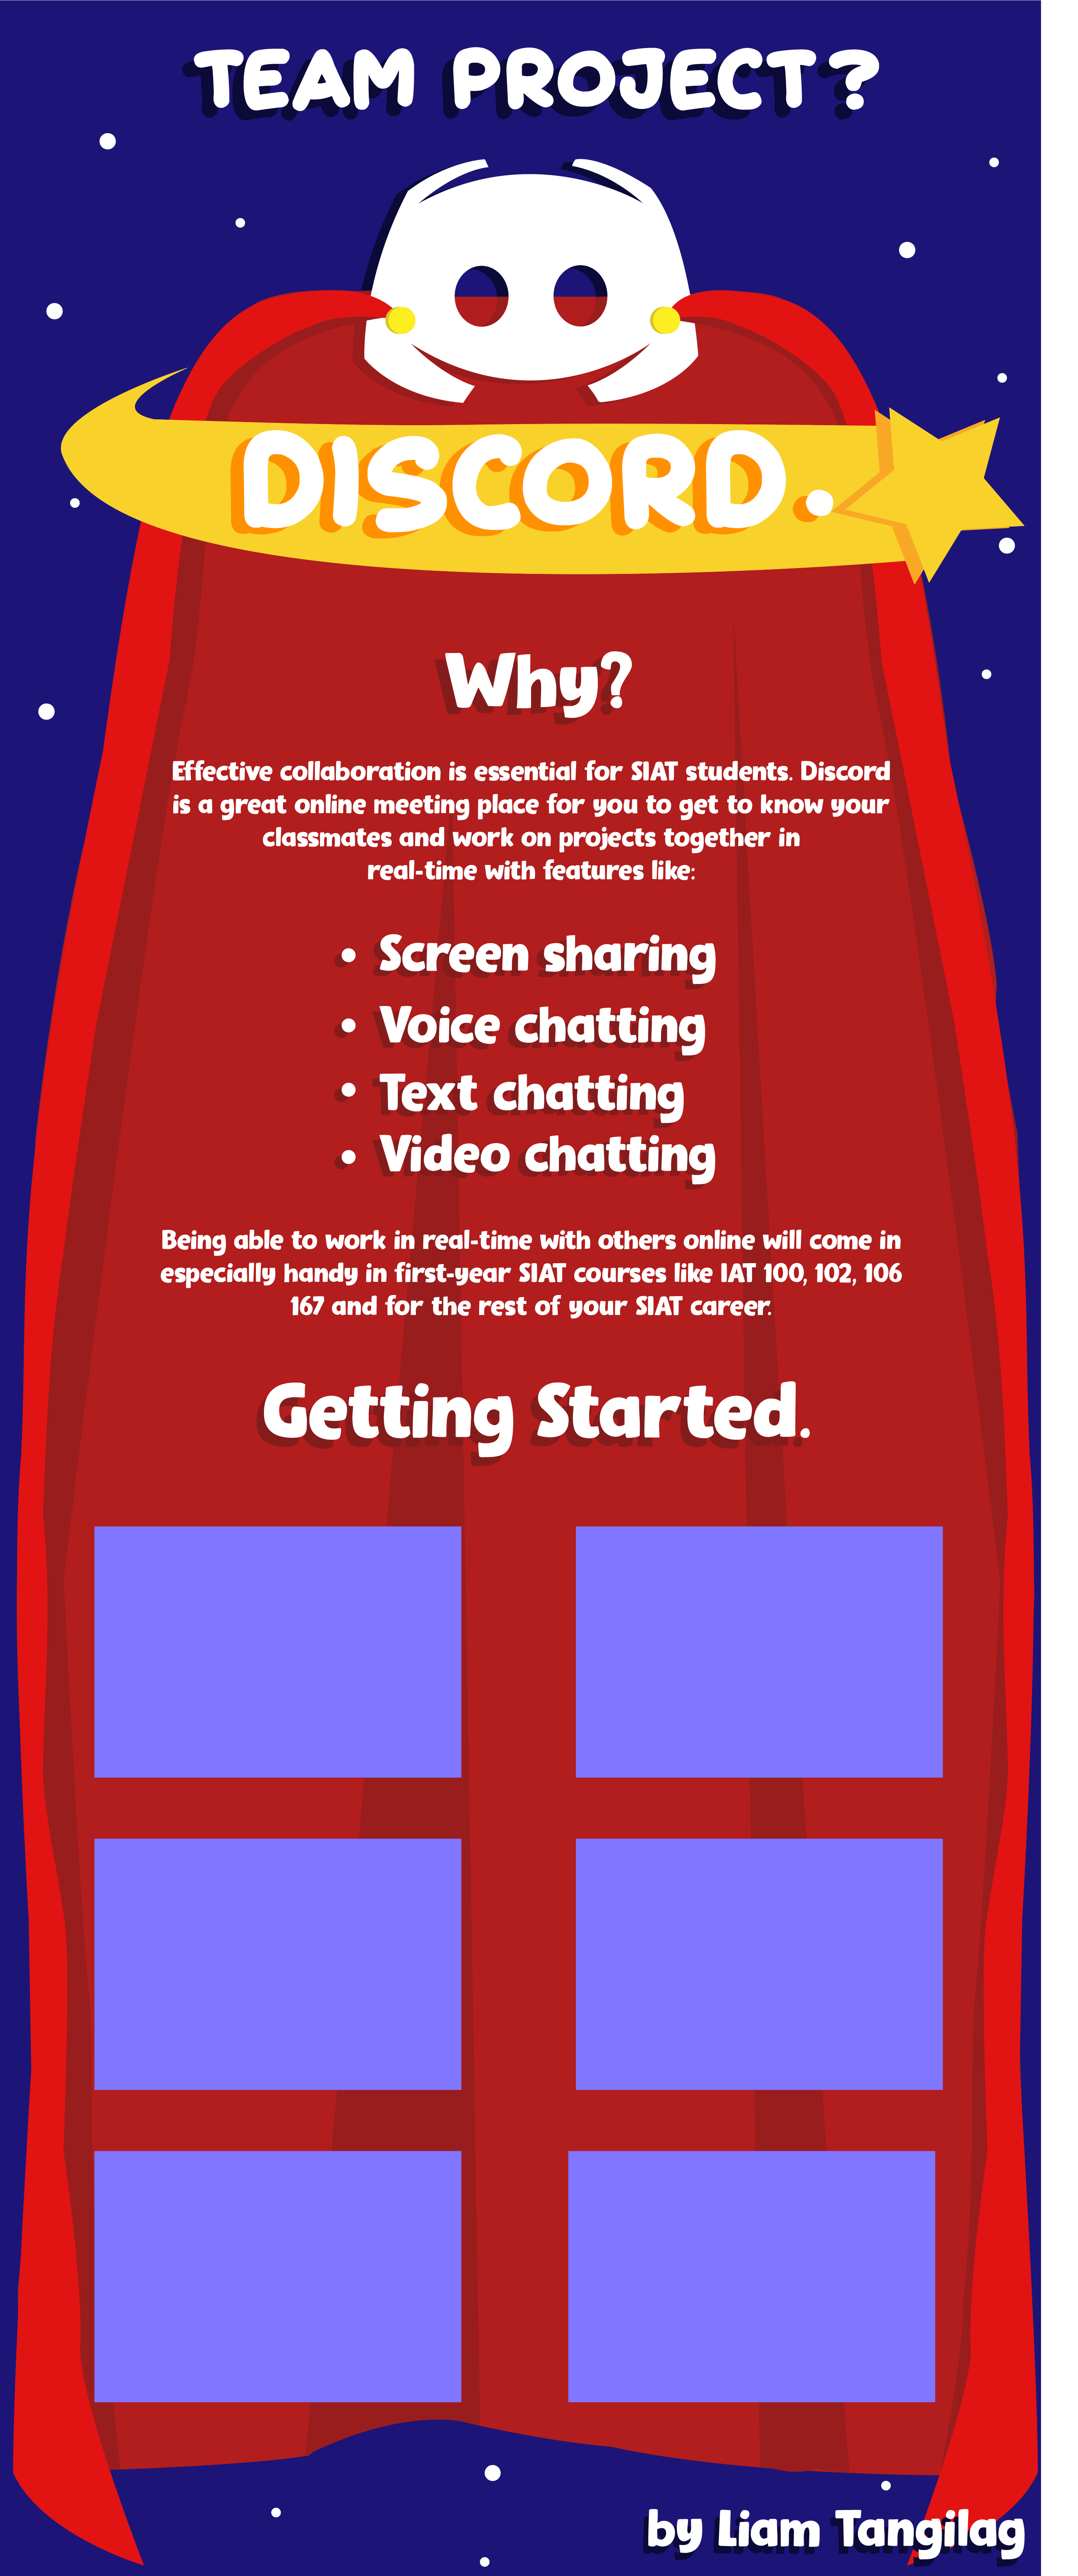 TEAM PROJECT?
DISCORD.
Why?
Effective collaboration is essential for SIAT students. Discord
is a great online meeting place for you to get to know your
classmates and work on projects together in
real-time with features like:
• Screen sharing
• Voice chatting
• Text chatting
• Video chatting
Being able to work in real-time with others online will come in
especially handy in first-year SIAT courses like IAT 100, 102, 106
167 and for the rest of your SIAT career.
Getting Started.
by Liam Tangilag